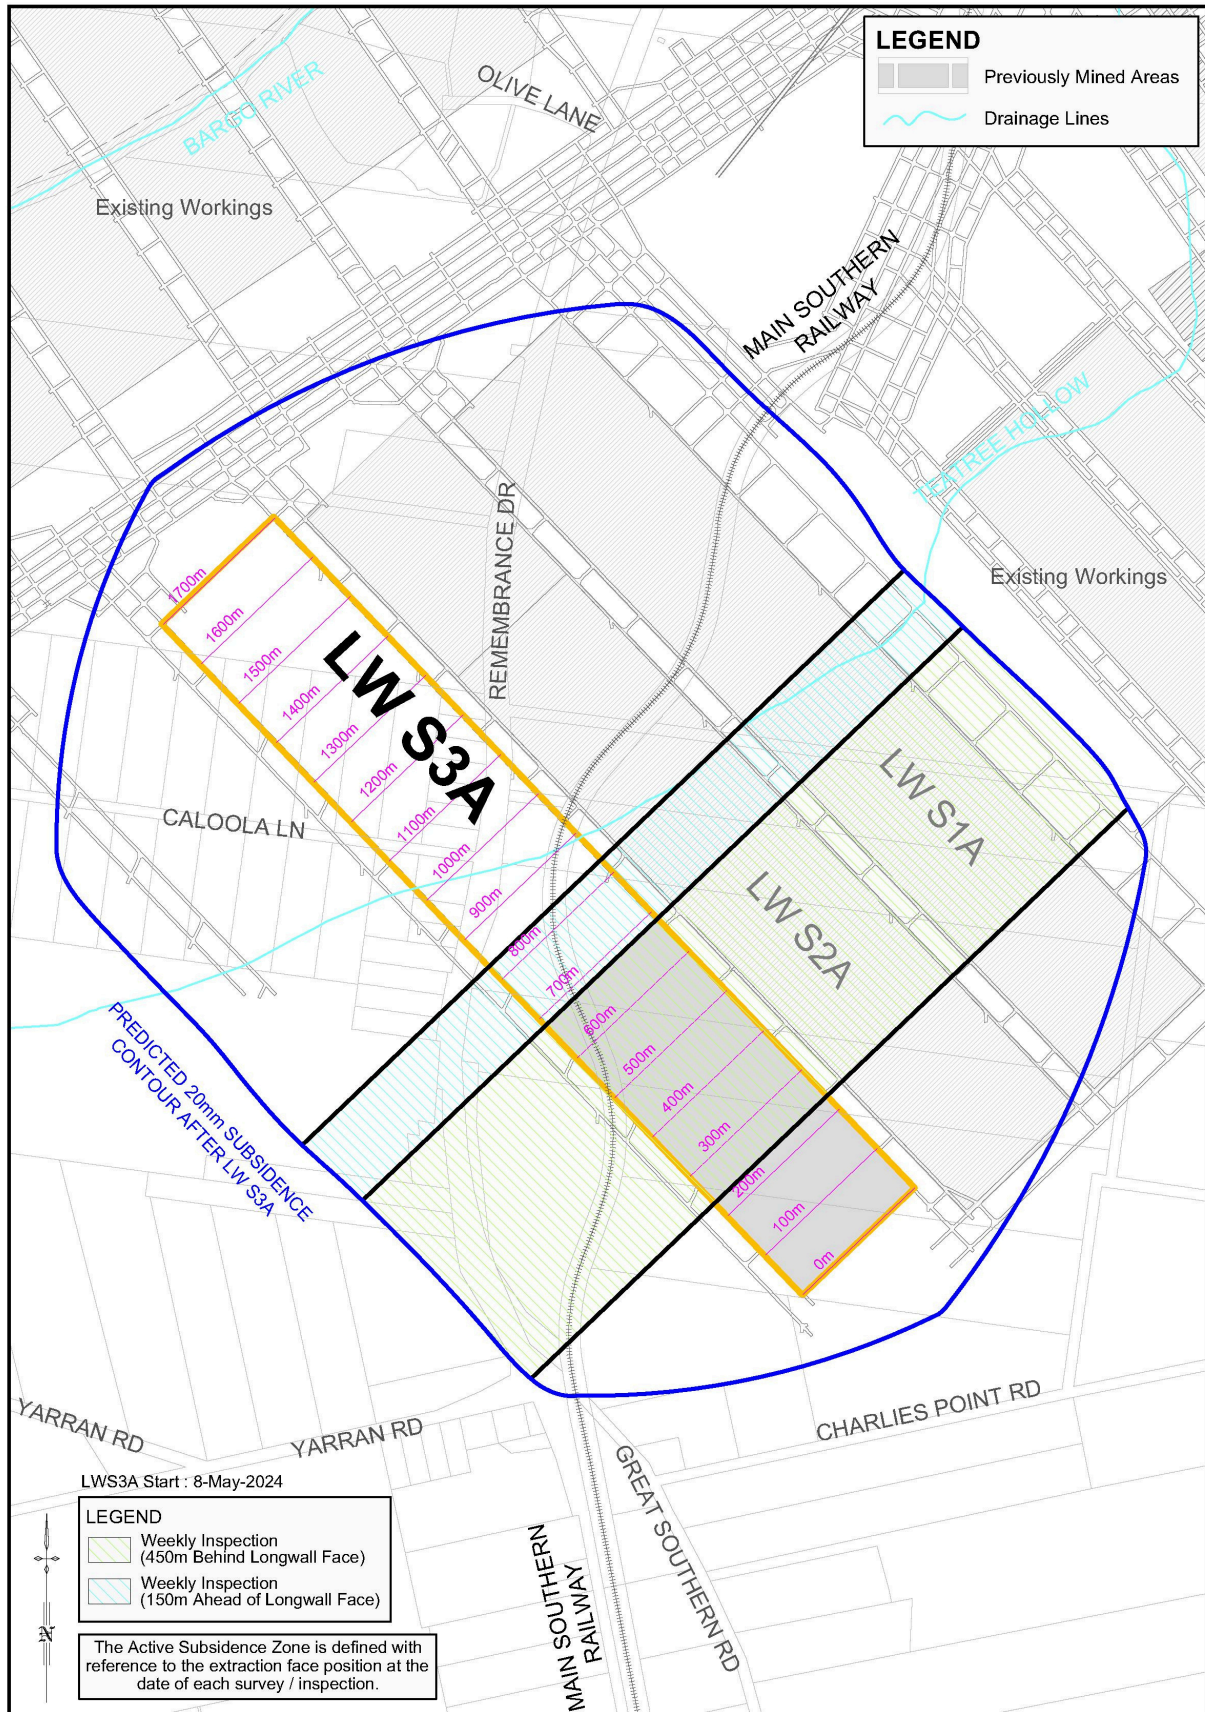 LEGEND
Previously Mined Areas
Drainage Lines
OLIVE LANE
BARGO RIVER
Existing Workings
MAIN SOUTHERN
RAILWAY
TEATREE HOLLOW
Existing Workings
REMEMBRANCE DR
1700m
1600m
1500m
1400m
1300m
1200m
1100m
1000m
900m
800m
700m
600m
500m
400m
300m
200m
100m
0m
LW S3A
LW S1A
LW S2A
CALOOLA LN
PREDICTED 20mm SUBSIDENCE
CONTOUR AFTER LW S3A
YARRAN RD
YARRAN RD
CHARLIES POINT RD
GREAT SOUTHERN RD
MAIN SOUTHERN
RAILWAY
LWS3A Start : 8-May-2024
LEGEND
Weekly Inspection
(450m Behind Longwall Face)
Weekly Inspection
(150m Ahead of Longwall Face)
N
The Active Subsidence Zone is defined with
reference to the extraction face position at the
date of each survey / inspection.